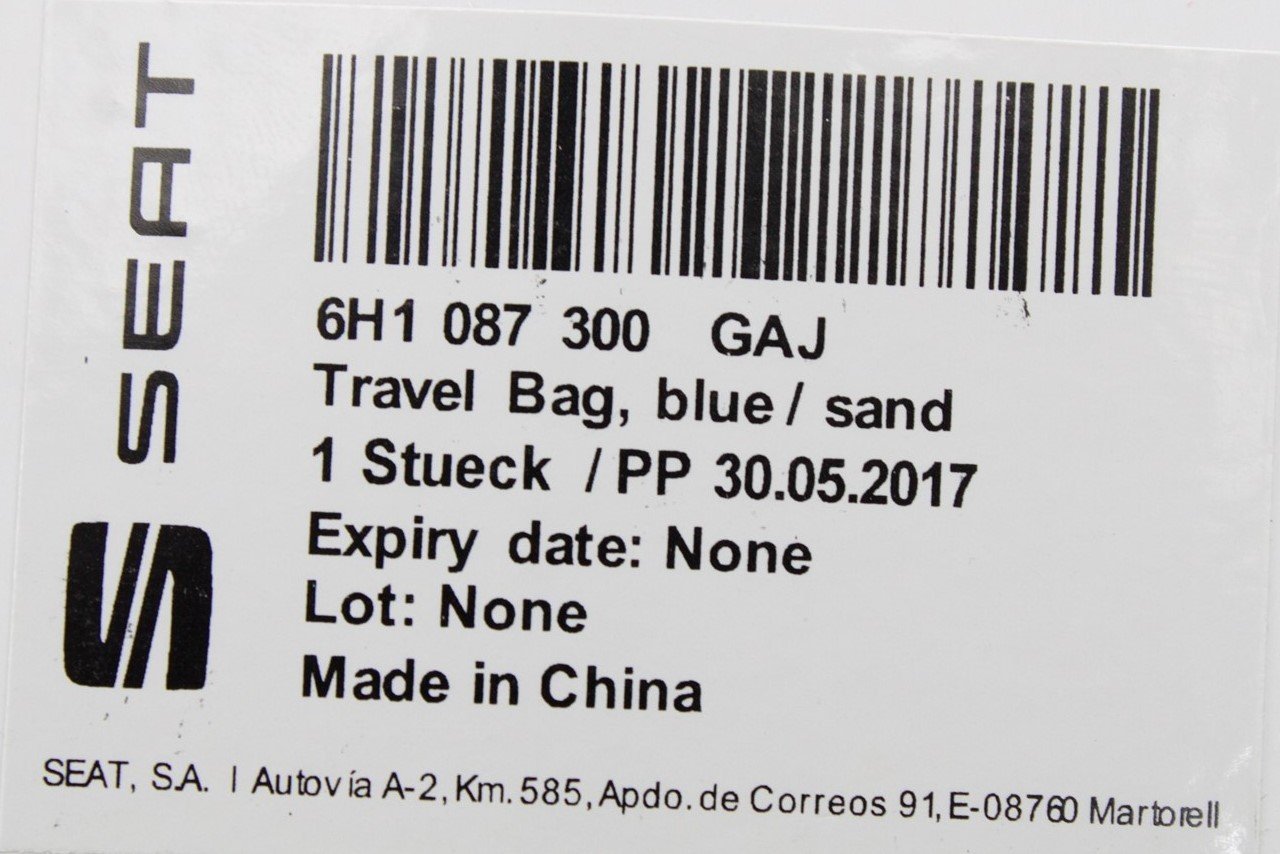 SEAT
6H1 087 300 GAJ
Travel Bag, blue / sand
1 Stueck / PP 30.05.2017
Expiry date: None
Lot: None
Made in China
SEAT, S.A. | Autovía A-2, Km. 585, Apdo. de Correos 91, E-08760 Martorell